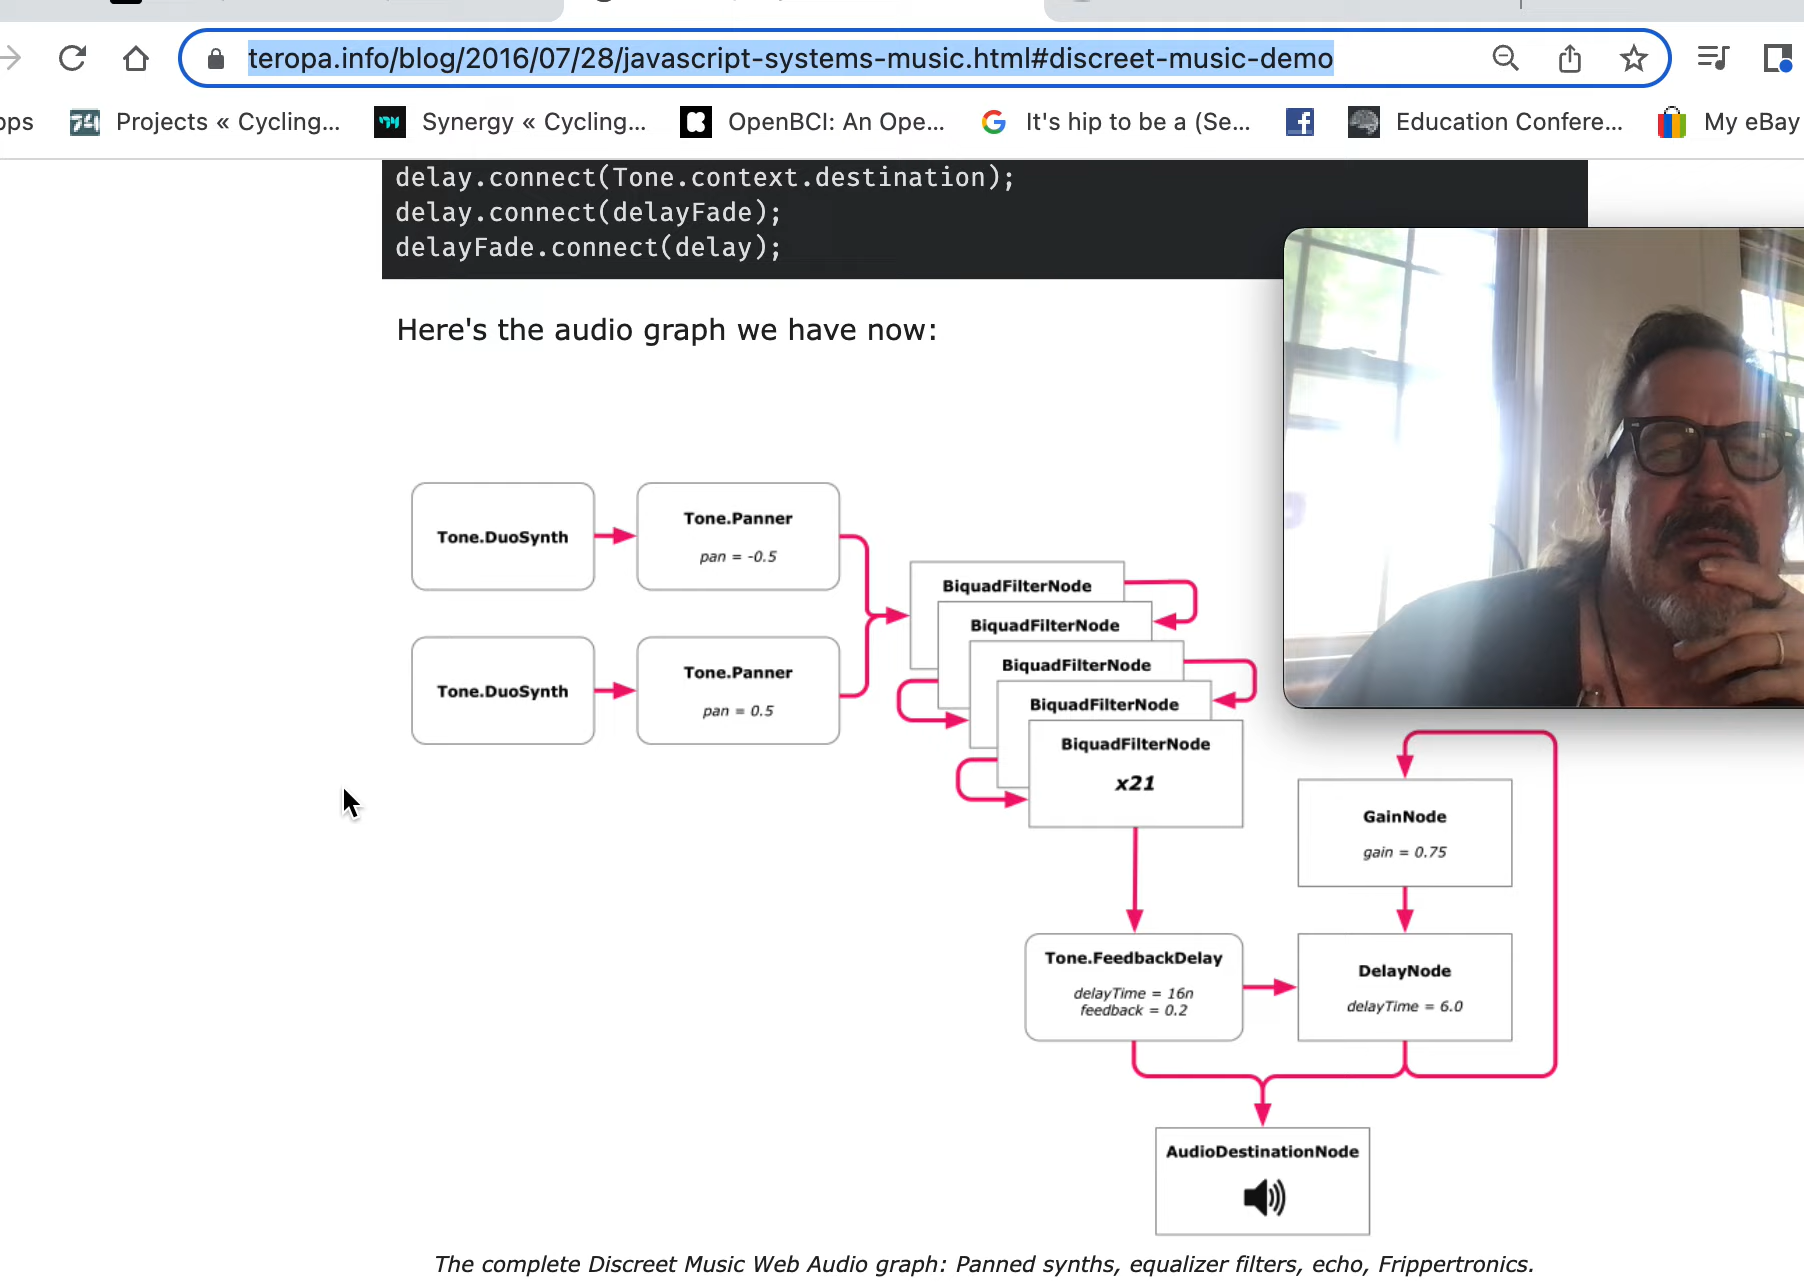 teropa.info/blog/2016/07/28/javascript-systems-music.html#discreet-music-demo
ops Projects « Cycling... Synergy « Cycling... OpenBCI: An Ope... It's hip to be a (Se... Education Confere... My eBay
delay.connect(Tone.context.destination);
delay.connect(delayFade);
delayFade.connect(delay);
Here's the audio graph we have now:
Tone.DuoSynth
Tone.Panner
pan = -0.5
Tone.DuoSynth
Tone.Panner
pan = 0.5
BiquadFilterNode
BiquadFilterNode
BiquadFilterNode
BiquadFilterNode
BiquadFilterNode
x21
GainNode
gain = 0.75
Tone.FeedbackDelay
delayTime = 16n
feedback = 0.2
DelayNode
delayTime = 6.0
AudioDestinationNode
The complete Discreet Music Web Audio graph: Panned synths, equalizer filters, echo, Frippertronics.